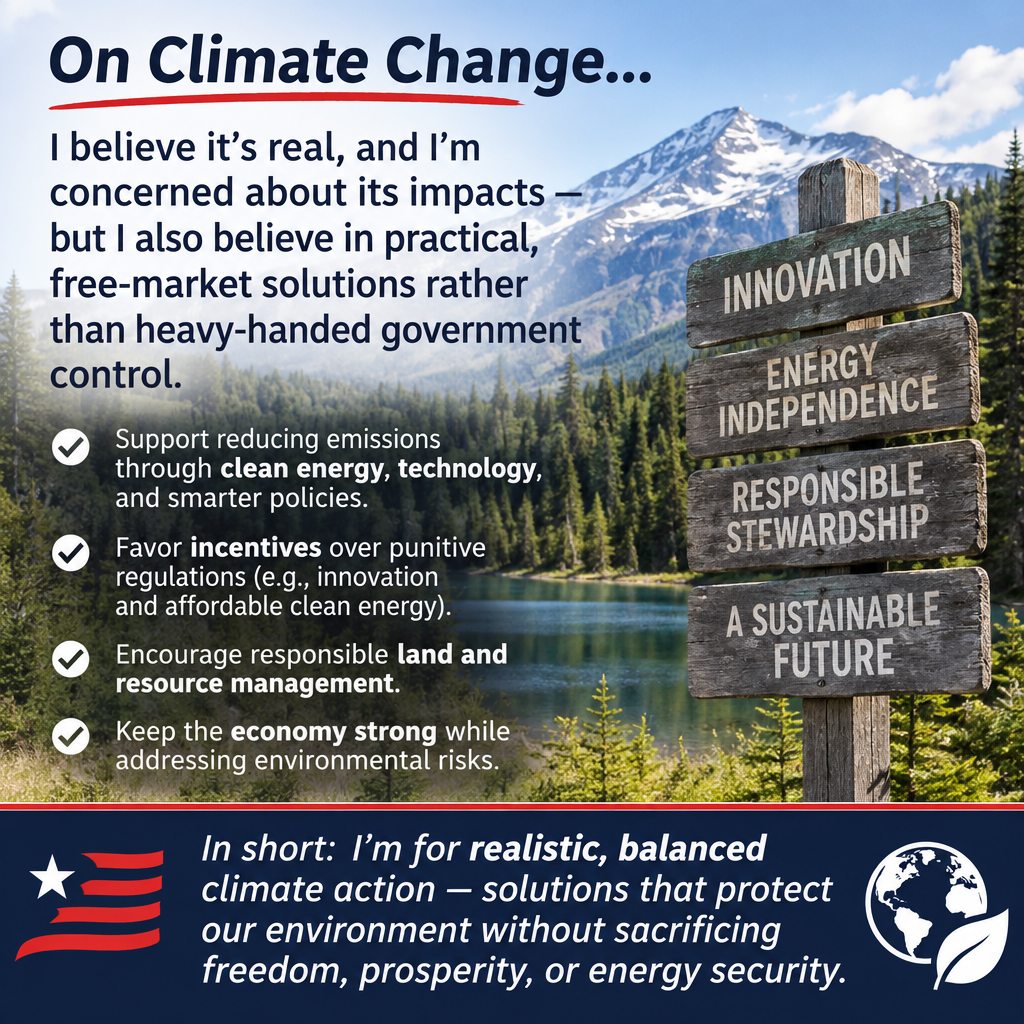 On Climate Change...
I believe it's real, and I'm
concerned about its impacts —
but I also believe in practical,
free-market solutions rather
than heavy-handed government
control.
Support reducing emissions
through clean energy, technology,
and smarter policies.
Favor incentives over punitive
regulations (e.g., innovation
and affordable clean energy).
Encourage responsible land and
resource management.
Keep the economy strong while
addressing environmental risks.
INNOVATION
ENERGY
INDEPENDENCE
RESPONSIBLE
STEWARDSHIP
A SUSTAINABLE
FUTURE
In short: I'm for realistic, balanced
climate action — solutions that protect
our environment without sacrificing
freedom, prosperity, or energy security.